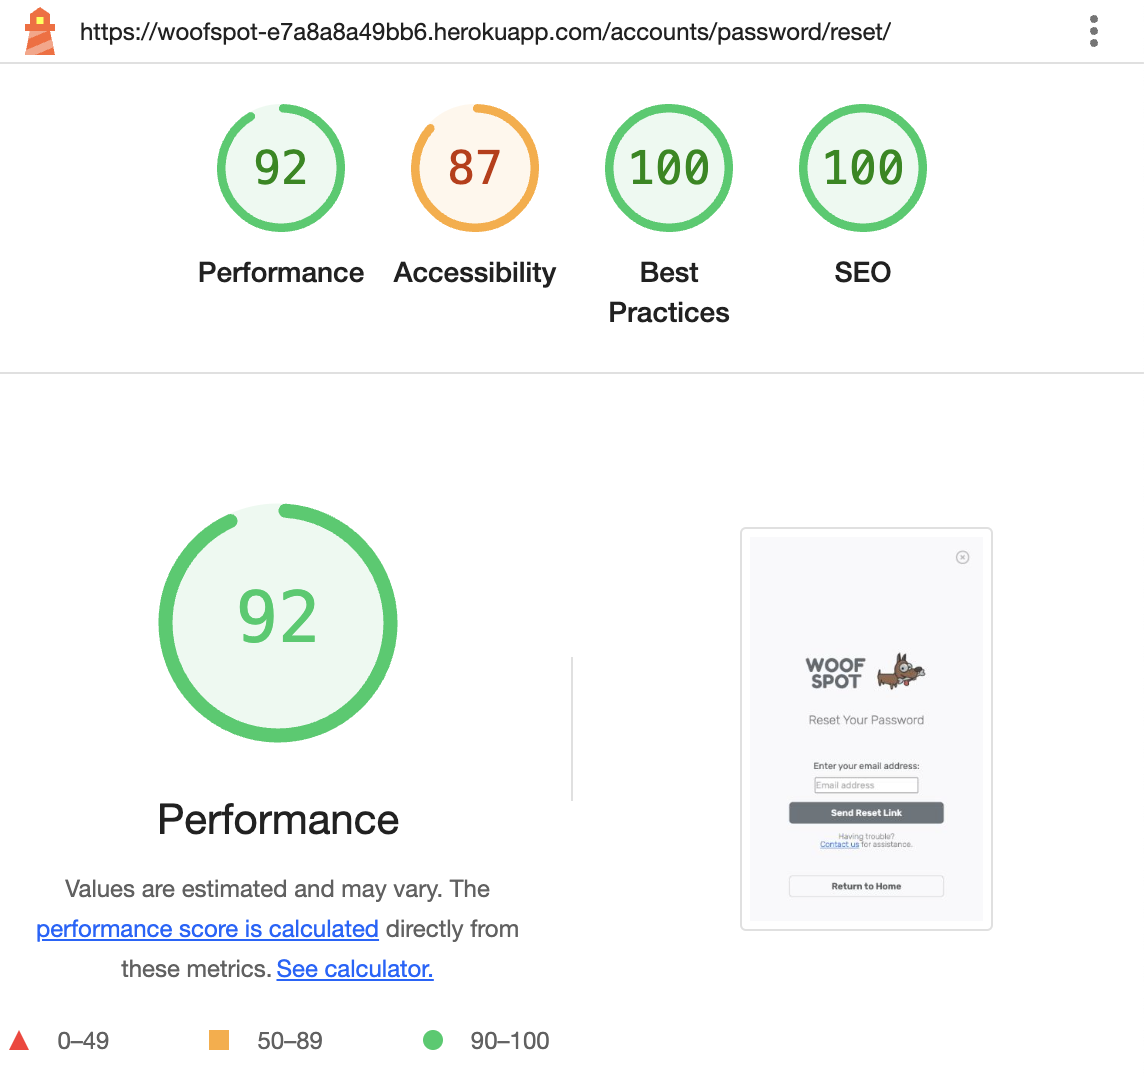 https://woofspot-e7a8a8a49bb6.herokuapp.com/accounts/password/reset/
92
87
100
100
Performance
Accessibility
Best
Practices
SEO
92
Performance
Values are estimated and may vary. The
performance score is calculated directly from
these metrics. See calculator.
0–49
50–89
90–100
WOOF
SPOT
Reset Your Password
Enter your email address:
Email address
Send Reset Link
Having trouble?
Contact us for assistance.
Return to Home